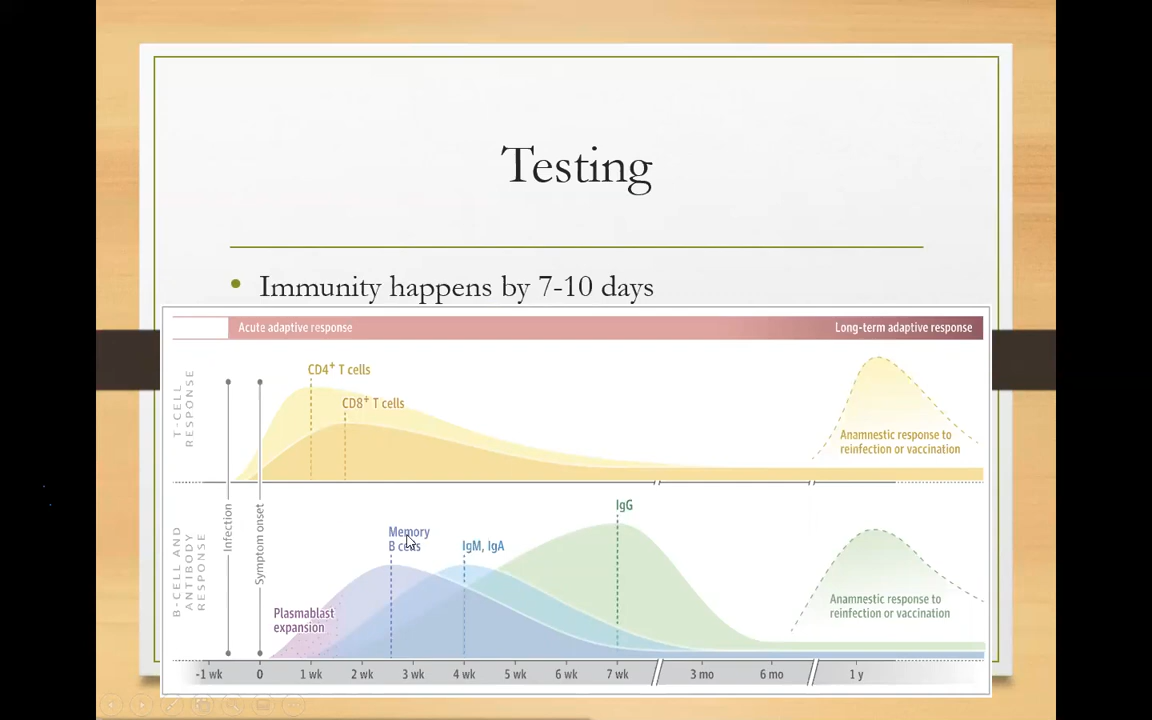 Testing
• Immunity happens by 7-10 days
Acute adaptive response
Long-term adaptive response
T-CELL
RESPONSE
CD4+ T cells
CD8+ T cells
Anamnestic response to
reinfection or vaccination
Infection
Symptom onset
B-CELL AND
ANTIBODY
RESPONSE
Plasmablast
expansion
Memory
B cells
IgM, IgA
IgG
Anamnestic response to
reinfection or vaccination
-1 wk 0 1 wk 2 wk 3 wk 4 wk 5 wk 6 wk 7 wk 3 mo 6 mo 1 y